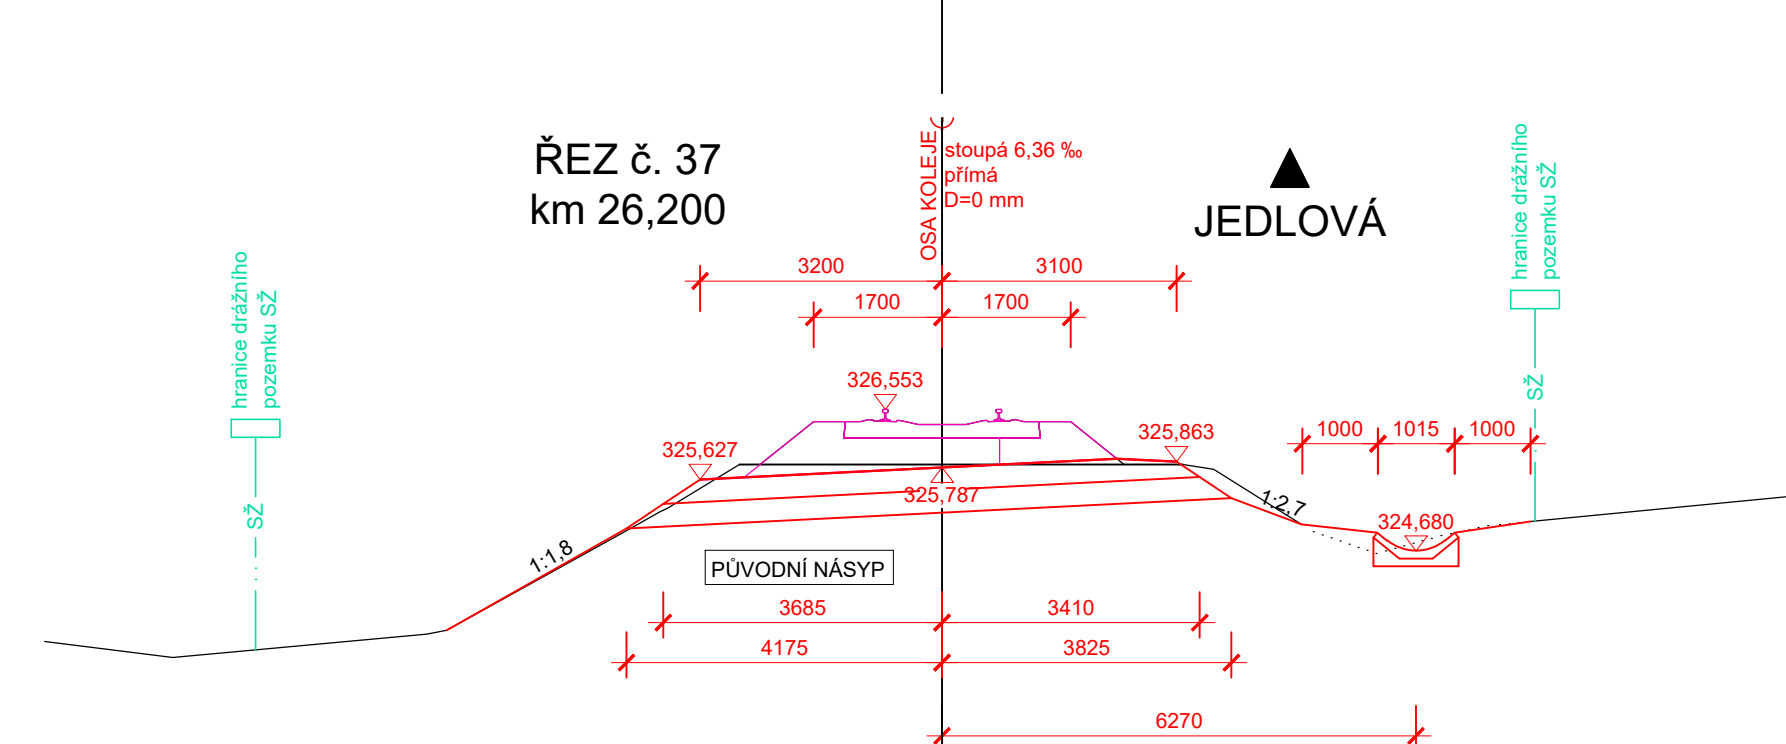 ŘEZ č. 37
km 26,200
OSA KOLEJE
stoupá 6,36 ‰
přímá
D=0 mm
JEDLOVÁ
hranice drážního
pozemku SŽ
SŽ
hranice drážního
pozemku SŽ
SŽ
3200
3100
1700
1700
326,553
325,627
325,863
325,787
1000
1015
1000
324,680
1:1,8
1:2,7
PŮVODNÍ NÁSYP
3685
3410
4175
3825
6270